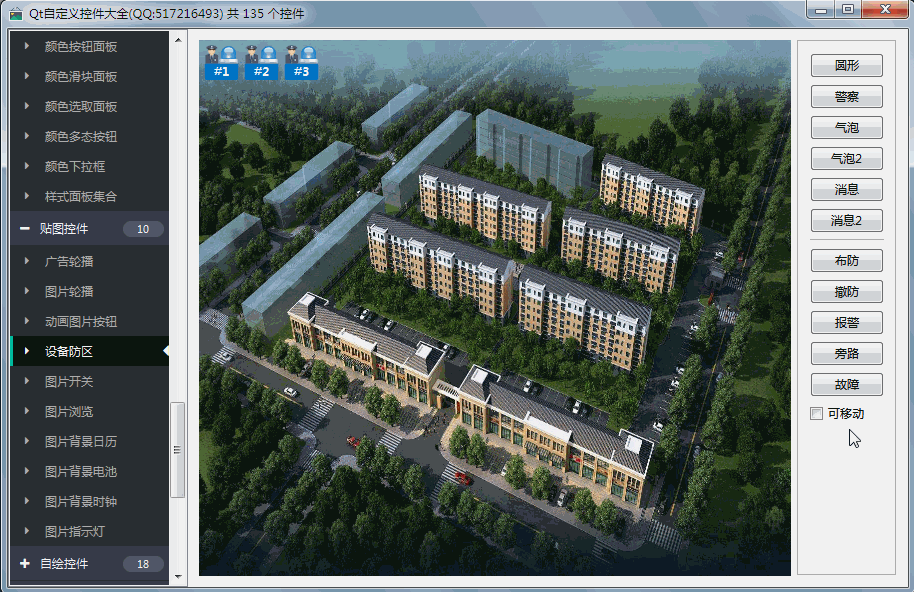 Qt自定义控件大全(QQ:517216493) 共 135 个控件
颜色按钮面板
颜色滑块面板
颜色选取面板
颜色多态按钮
颜色下拉框
样式面板集合
贴图控件 10
广告轮播
图片轮播
动画图片按钮
设备防区
图片开关
图片浏览
图片背景日历
图片背景电池
图片背景时钟
图片指示灯
自绘控件 18
#1 #2 #3
圆形
警察
气泡
气泡2
消息
消息2
布防
撤防
报警
旁路
故障
可移动